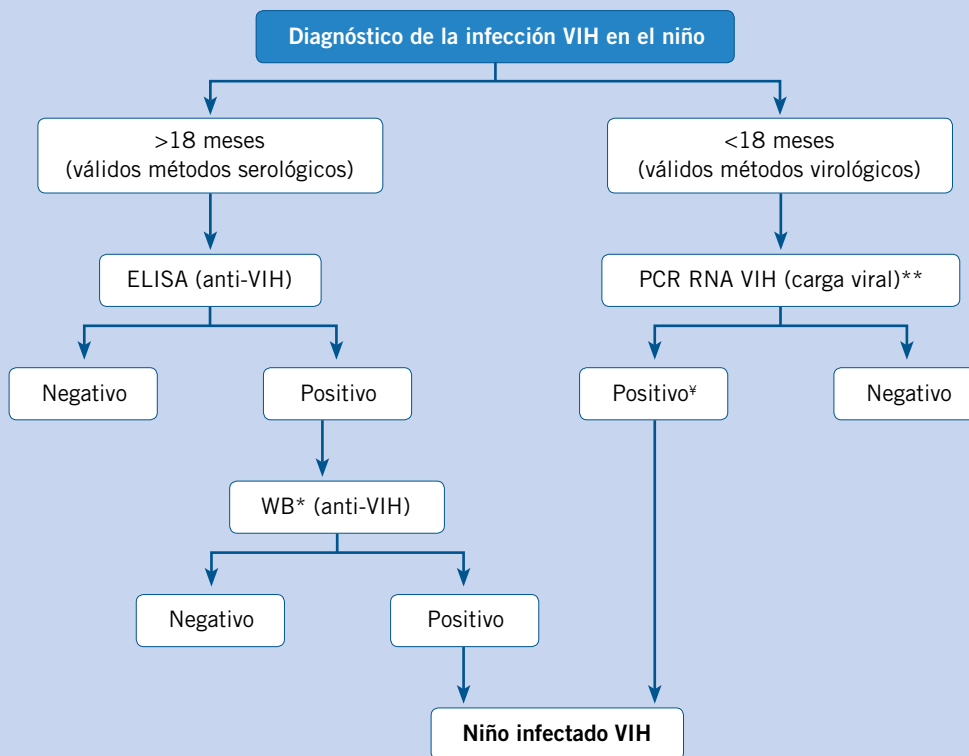 Diagnóstico de la infección VIH en el niño
>18 meses
(válidos métodos serológicos)
<18 meses
(válidos métodos virológicos)
ELISA (anti-VIH)
PCR RNA VIH (carga viral)**
Negativo
Positivo
Positivo¥
Negativo
WB* (anti-VIH)
Negativo
Positivo
Niño infectado VIH